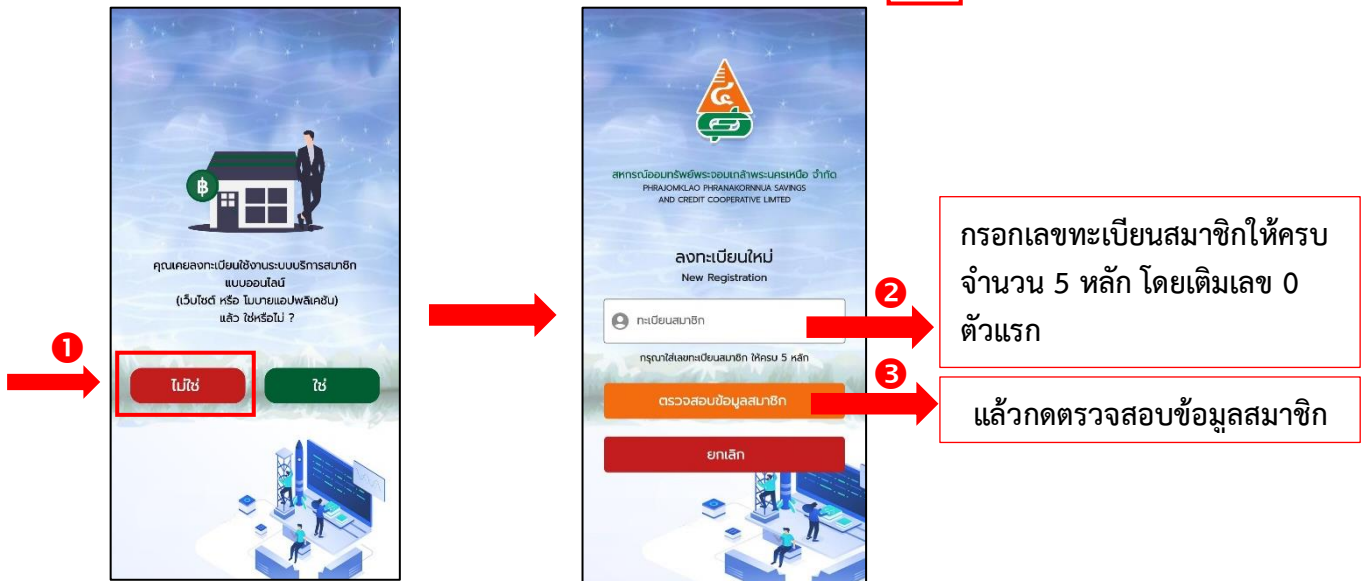 คุณเคยลงทะเบียนใช้งานระบบบริการสมาชิก
แบบออนไลน์
(เว็บไซต์ หรือ โมบายแอปพลิเคชัน)
แล้ว ใช่หรือไม่ ?
❶
ไม่ใช่
ใช่
สหกรณ์ออมทรัพย์พระจอมเกล้าพระนครเหนือ จำกัด
PHRAJOMKLAO PHRANAKORNNUA SAVINGS
AND CREDIT COOPERATIVE LIMITED
ลงทะเบียนใหม่
New Registration
❷
ทะเบียนสมาชิก
กรุณาใส่เลขทะเบียนสมาชิก ให้ครบ 5 หลัก
❸
ตรวจสอบข้อมูลสมาชิก
ยกเลิก
กรอกเลขทะเบียนสมาชิกให้ครบ
จำนวน 5 หลัก โดยเติมเลข 0
ตัวแรก
แล้วกดตรวจสอบข้อมูลสมาชิก